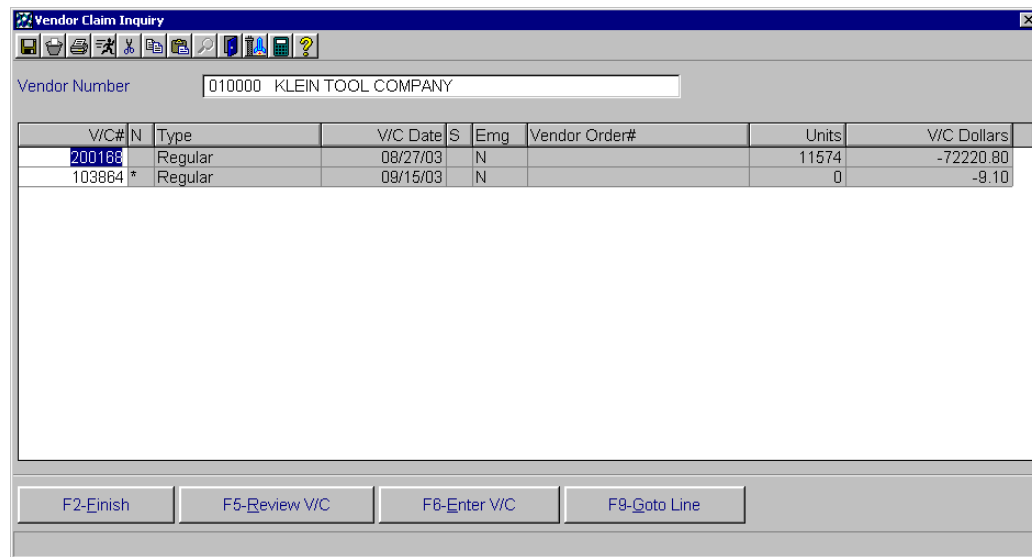 Vendor Claim Inquiry
Vendor Number 010000 KLEIN TOOL COMPANY
V/C# N Type V/C Date S Emg Vendor Order# Units V/C Dollars
200168 Regular 08/27/03 N 11574 -72220.80
103864 * Regular 09/15/03 N 0 -9.10
F2-Finish F5-Review V/C F6-Enter V/C F9-Goto Line